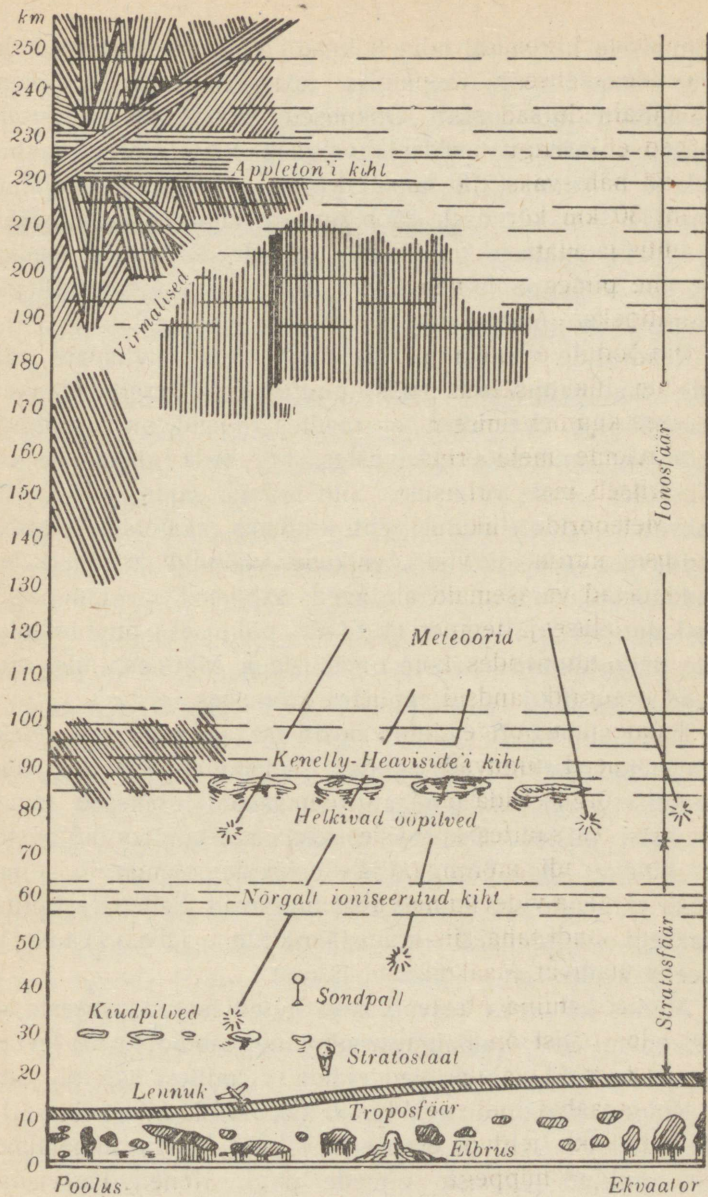 km
250
240
230
Appleton'i kiht
220
210
200
Virmalised
190
180
170
160
Ionosfäär
150
140
130
120
Meteoorid
110
100
Kenelly-Heaviside'i kiht
90
80
Helkivad ööpilved
70
60
Nõrgalt ioniseeritud kiht
50
Stratosfäär
40
Sondpall
Kiudpilved
30
Stratostaat
20
Lennuk
Troposfäär
10
Elbrus
0
Poolus
Ekvaator